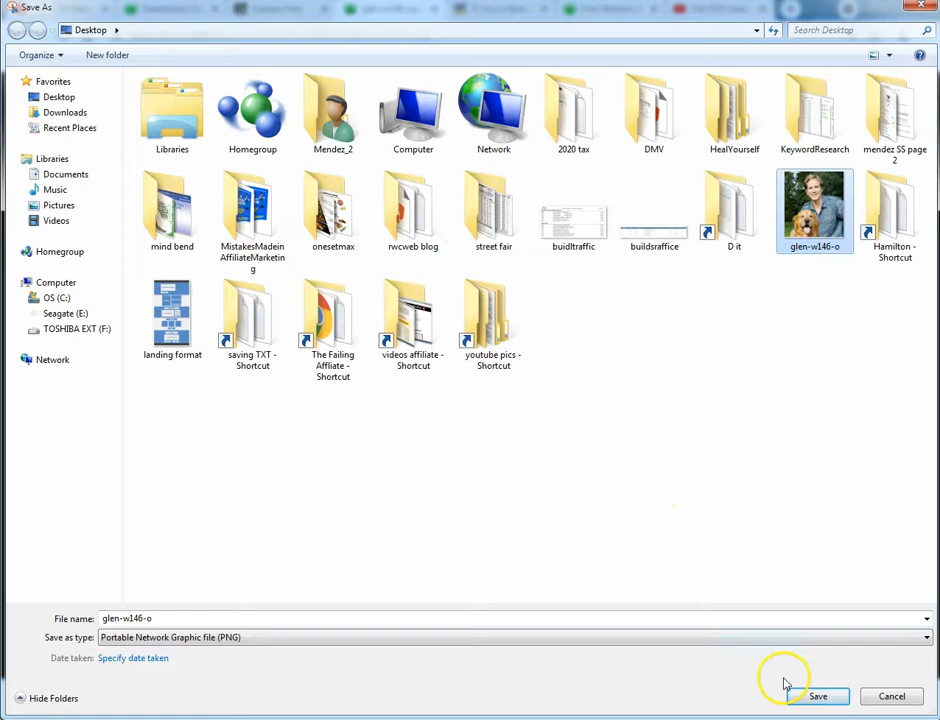 Save As
Desktop
Search Desktop
Organize
New folder
Favorites
Desktop
Downloads
Recent Places
Libraries
Documents
Music
Pictures
Videos
Homegroup
Computer
OS (C:)
Seagate (E:)
TOSHIBA EXT (F:)
Network
Libraries
Homegroup
Mendez_2
Computer
Network
2020 tax
DMV
HealYourself
KeywordResearch
mendez SS page
2
mind bend
MistakesMadein
AffiliateMarketin
g
onesetmax
rwcweb blog
street fair
buidltraffic
buildsraffice
D it
glen-w146-o
Hamilton -
Shortcut
landing format
saving TXT -
Shortcut
The Failing
Affliate -
Shortcut
videos affiliate -
Shortcut
youtube pics -
Shortcut
File name:
glen-w146-o
Save as type:
Portable Network Graphic file (PNG)
Date taken:
Specify date taken
Hide Folders
Save
Cancel